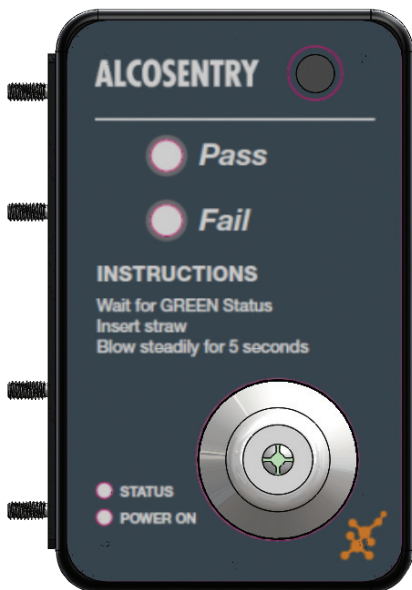 ALCOSENTRY
Pass
Fail
INSTRUCTIONS
Wait for GREEN Status
Insert straw
Blow steadily for 5 seconds
STATUS
POWER ON